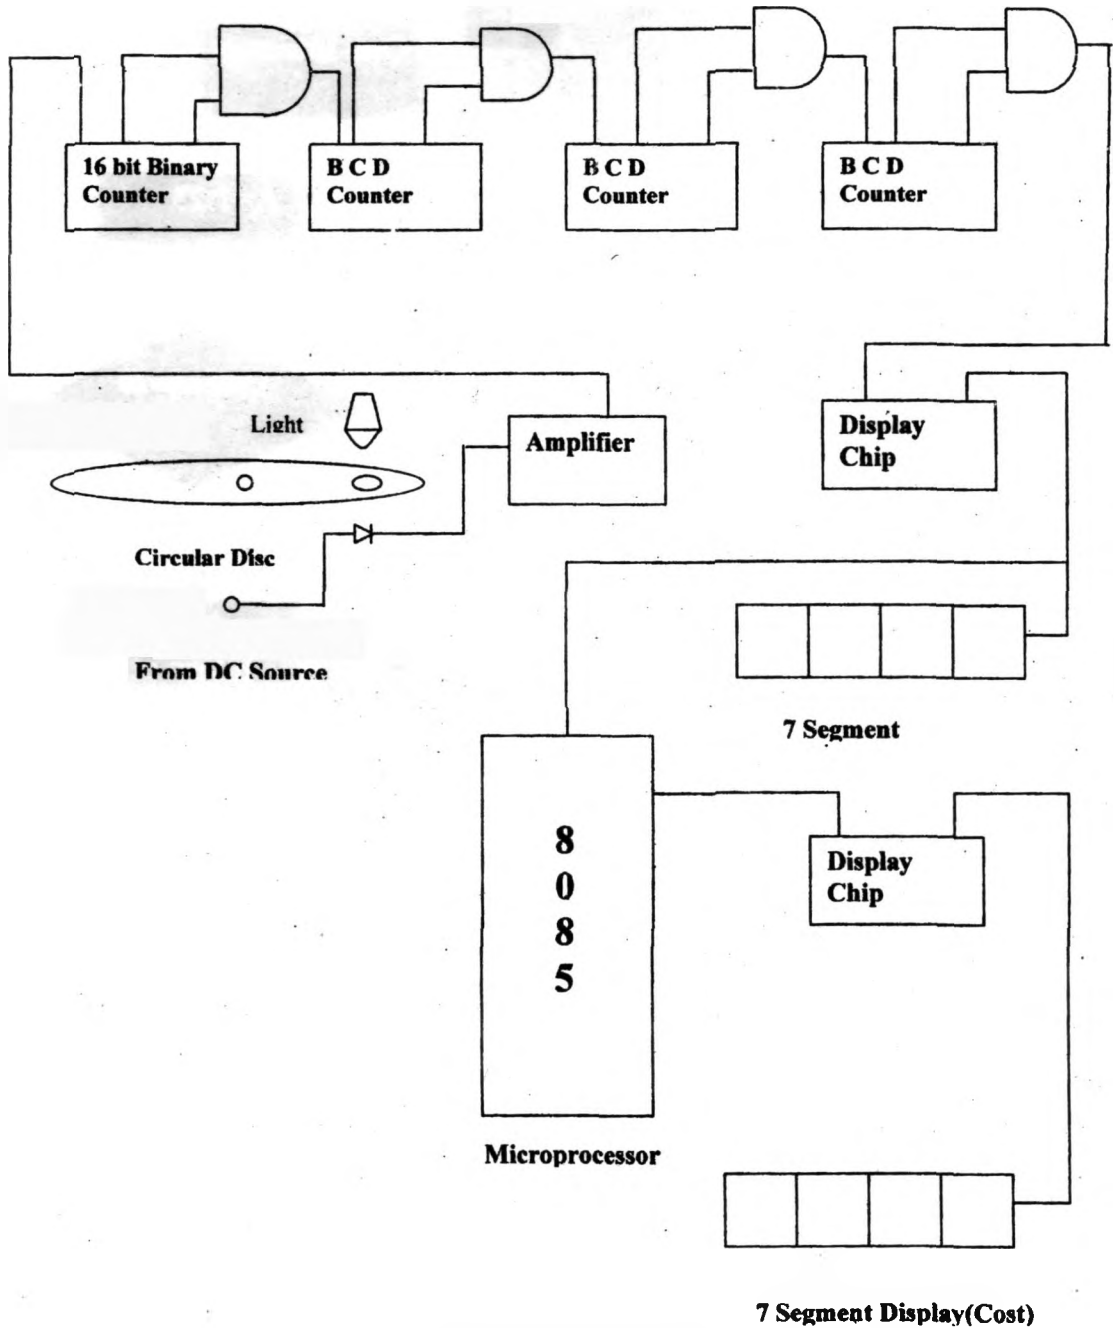 16 bit Binary
Counter
B C D
Counter
B C D
Counter
B C D
Counter
Light
Amplifier
Display
Chip
Circular Disc
From DC Source
7 Segment
8
0
8
5
Display
Chip
Microprocessor
7 Segment Display(Cost)